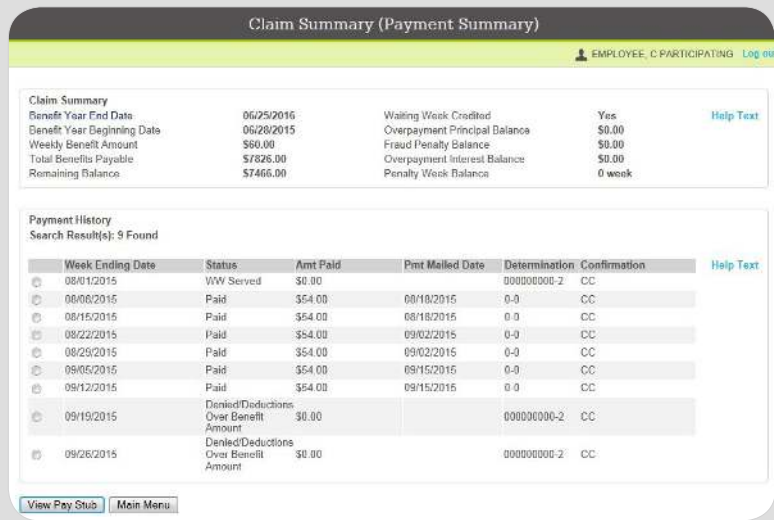 Claim Summary (Payment Summary)
EMPLOYEE, C PARTICIPATING Log ou
Claim Summary
Benefit Year End Date 06/25/2016 Waiting Week Credited Yes Help Text
Benefit Year Beginning Date 06/28/2015 Overpayment Principal Balance $0.00
Weekly Benefit Amount $60.00 Fraud Penalty Balance $0.00
Total Benefits Payable $7826.00 Overpayment Interest Balance $0.00
Remaining Balance $7466.00 Penalty Week Balance 0 week
Payment History
Search Result(s): 9 Found
Week Ending Date Status Amt Paid Pmt Mailed Date Determination Confirmation Help Text
08/01/2015 WW Served $0.00 000000000-2 CC
08/08/2015 Paid $54.00 08/18/2015 0-0 CC
08/15/2015 Paid $54.00 08/18/2015 0-0 CC
08/22/2015 Paid $54.00 09/02/2015 0-0 CC
08/29/2015 Paid $54.00 09/02/2015 0-0 CC
09/05/2015 Paid $54.00 09/15/2015 0-0 CC
09/12/2015 Paid $54.00 09/15/2015 0-0 CC
Denied/Deductions
09/19/2015 Over Benefit $0.00 000000000-2 CC
Amount
Denied/Deductions
09/26/2015 Over Benefit $0.00 000000000-2 CC
Amount
View Pay Stub Main Menu